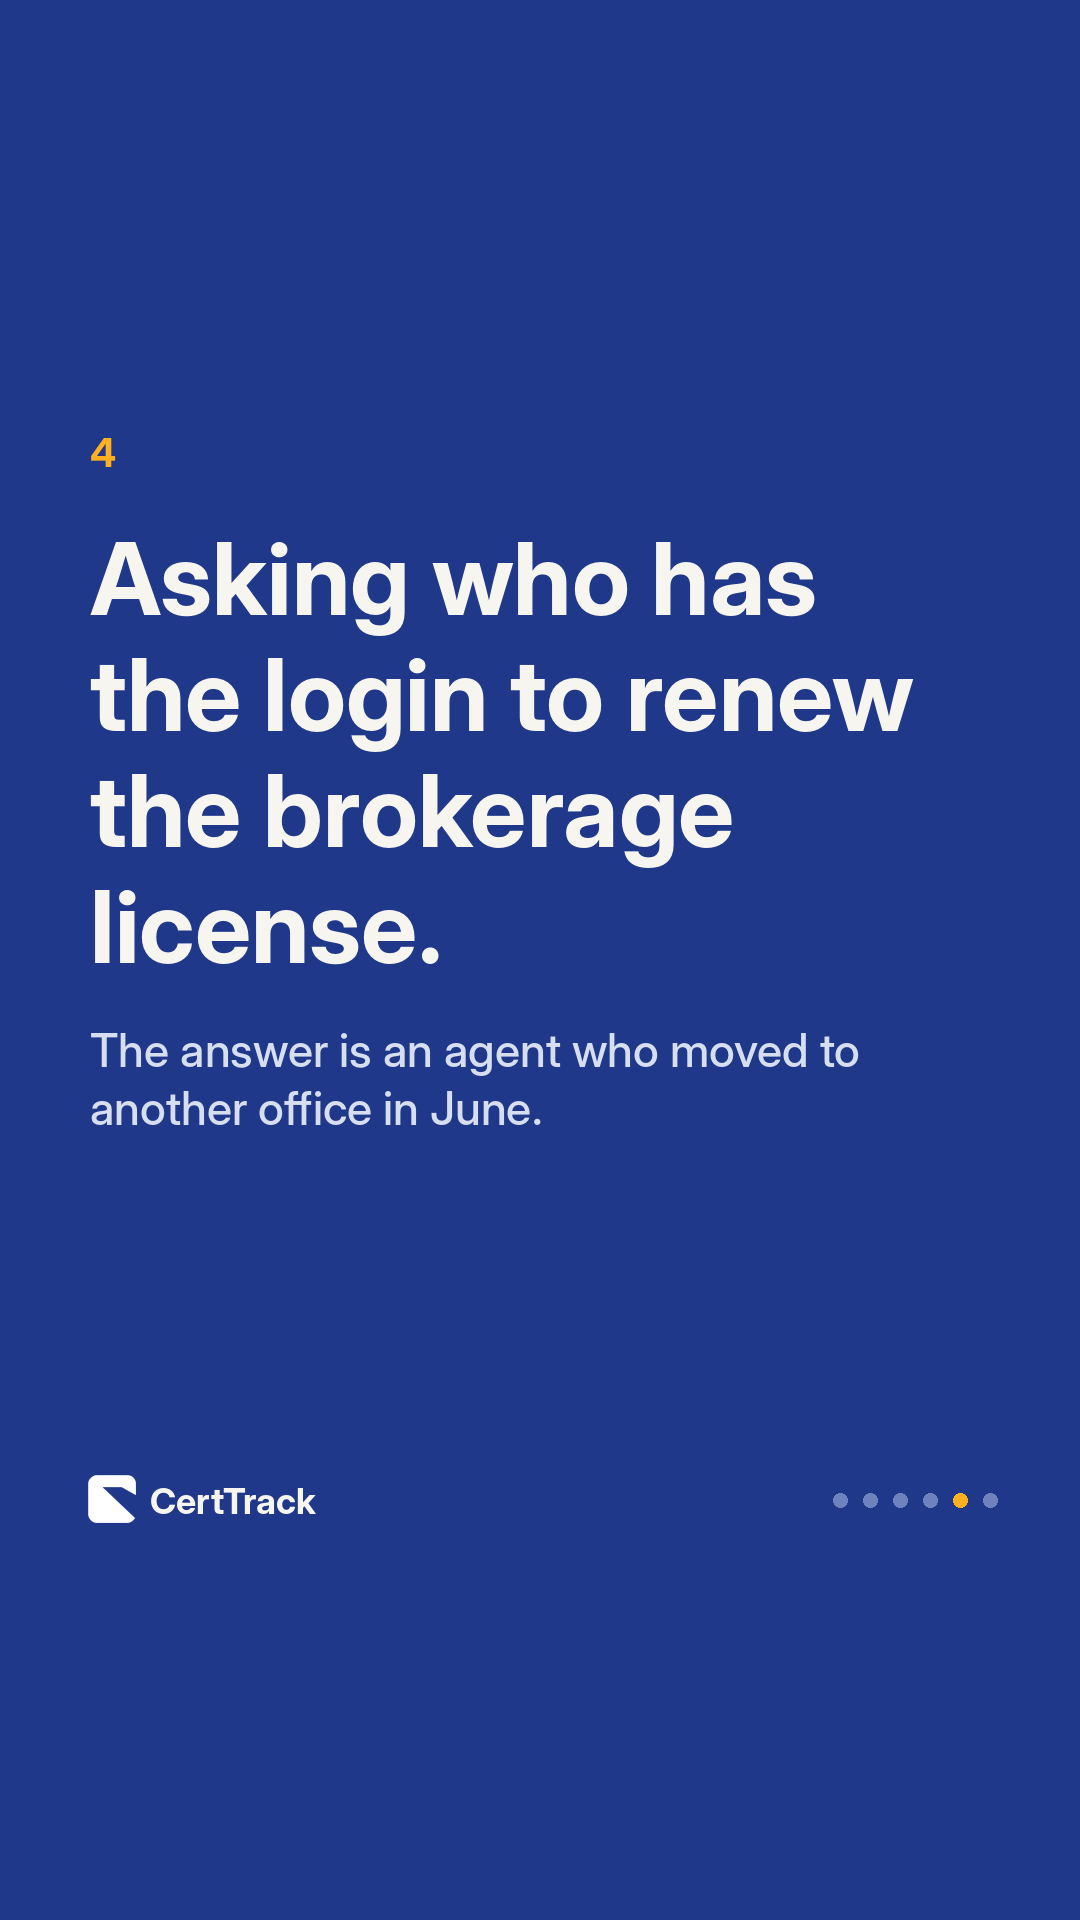 4
Asking who has
the login to renew
the brokerage
license.
The answer is an agent who moved to
another office in June.
CertTrack